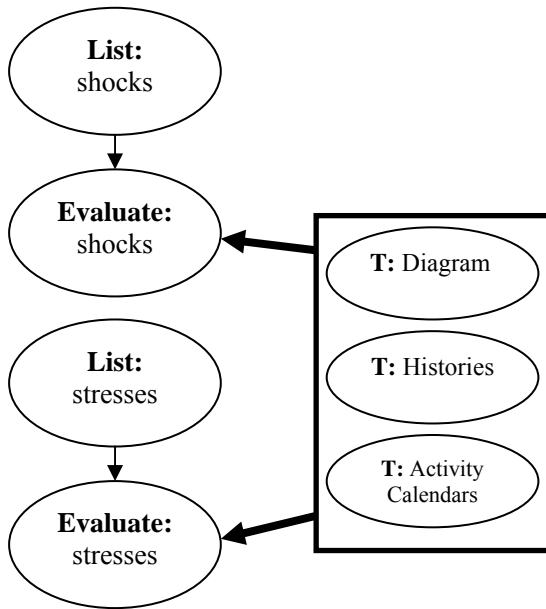 List:
shocks
Evaluate:
shocks
List:
stresses
Evaluate:
stresses
T: Diagram
T: Histories
T: Activity
Calendars